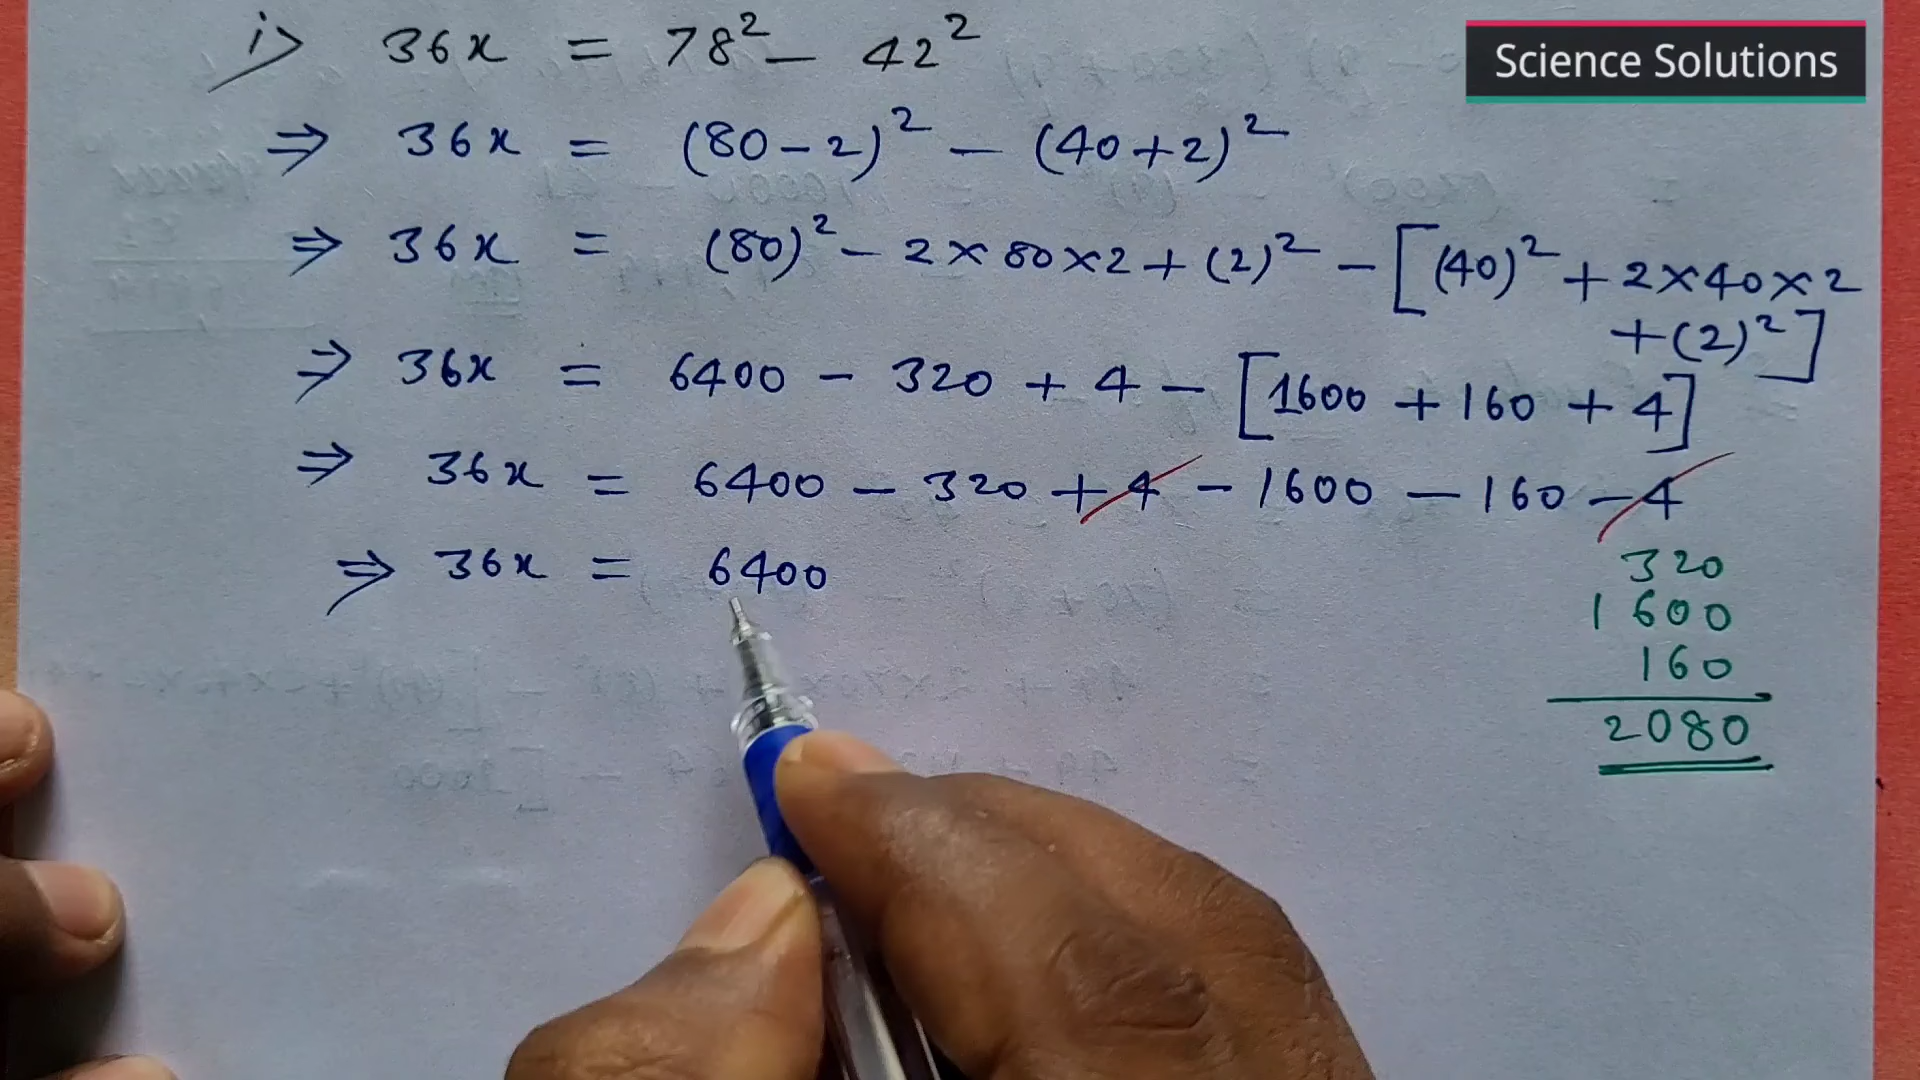 Science Solutions
i> 36x = 78² - 42²
⇒ 36x = (80-2)² - (40+2)²
⇒ 36x = (80)² - 2×80×2 + (2)² - [(40)² + 2×40×2
+(2)²]
⇒ 36x = 6400 - 320 + 4 - [1600 + 160 + 4]
⇒ 36x = 6400 - 320 + 4 - 1600 - 160 - 4
⇒ 36x = 6400
320
1600
160
2080